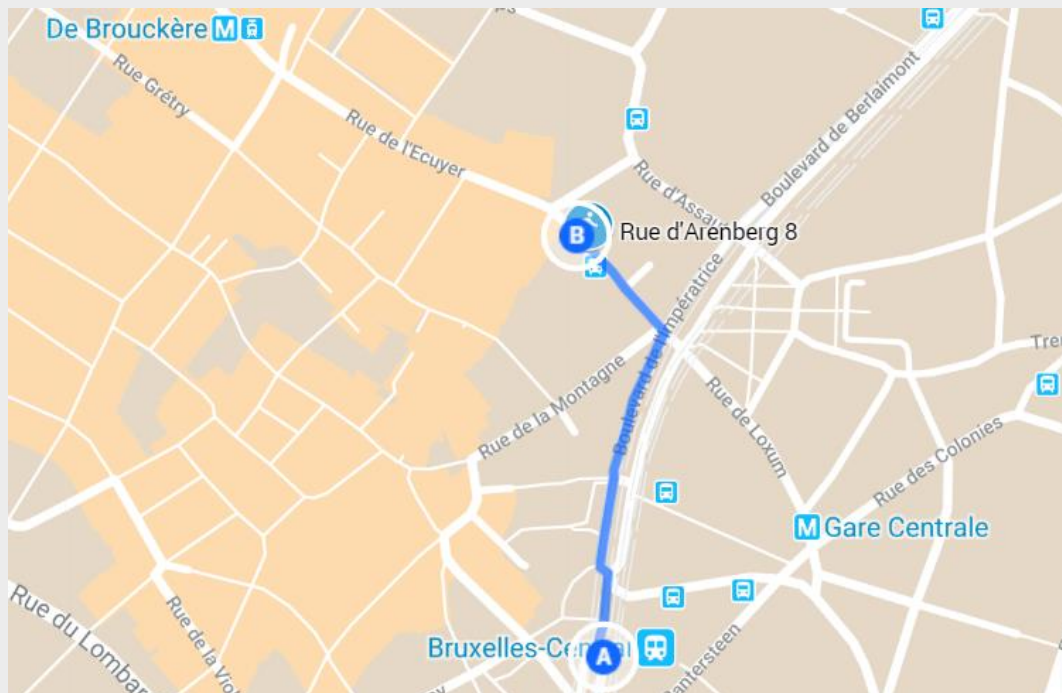 De Brouckère M
Rue Grétry
Rue de l'Ecuyer
Boulevard de Berlaimont
Rue d'Assaut
B
Rue d'Arenberg 8
Boulevard de l'Impératrice
Rue de la Montagne
Rue de Loxum
Rue des Colonies
M Gare Centrale
Rue du Lombard
Rue de la
Bruxelles-Central
A